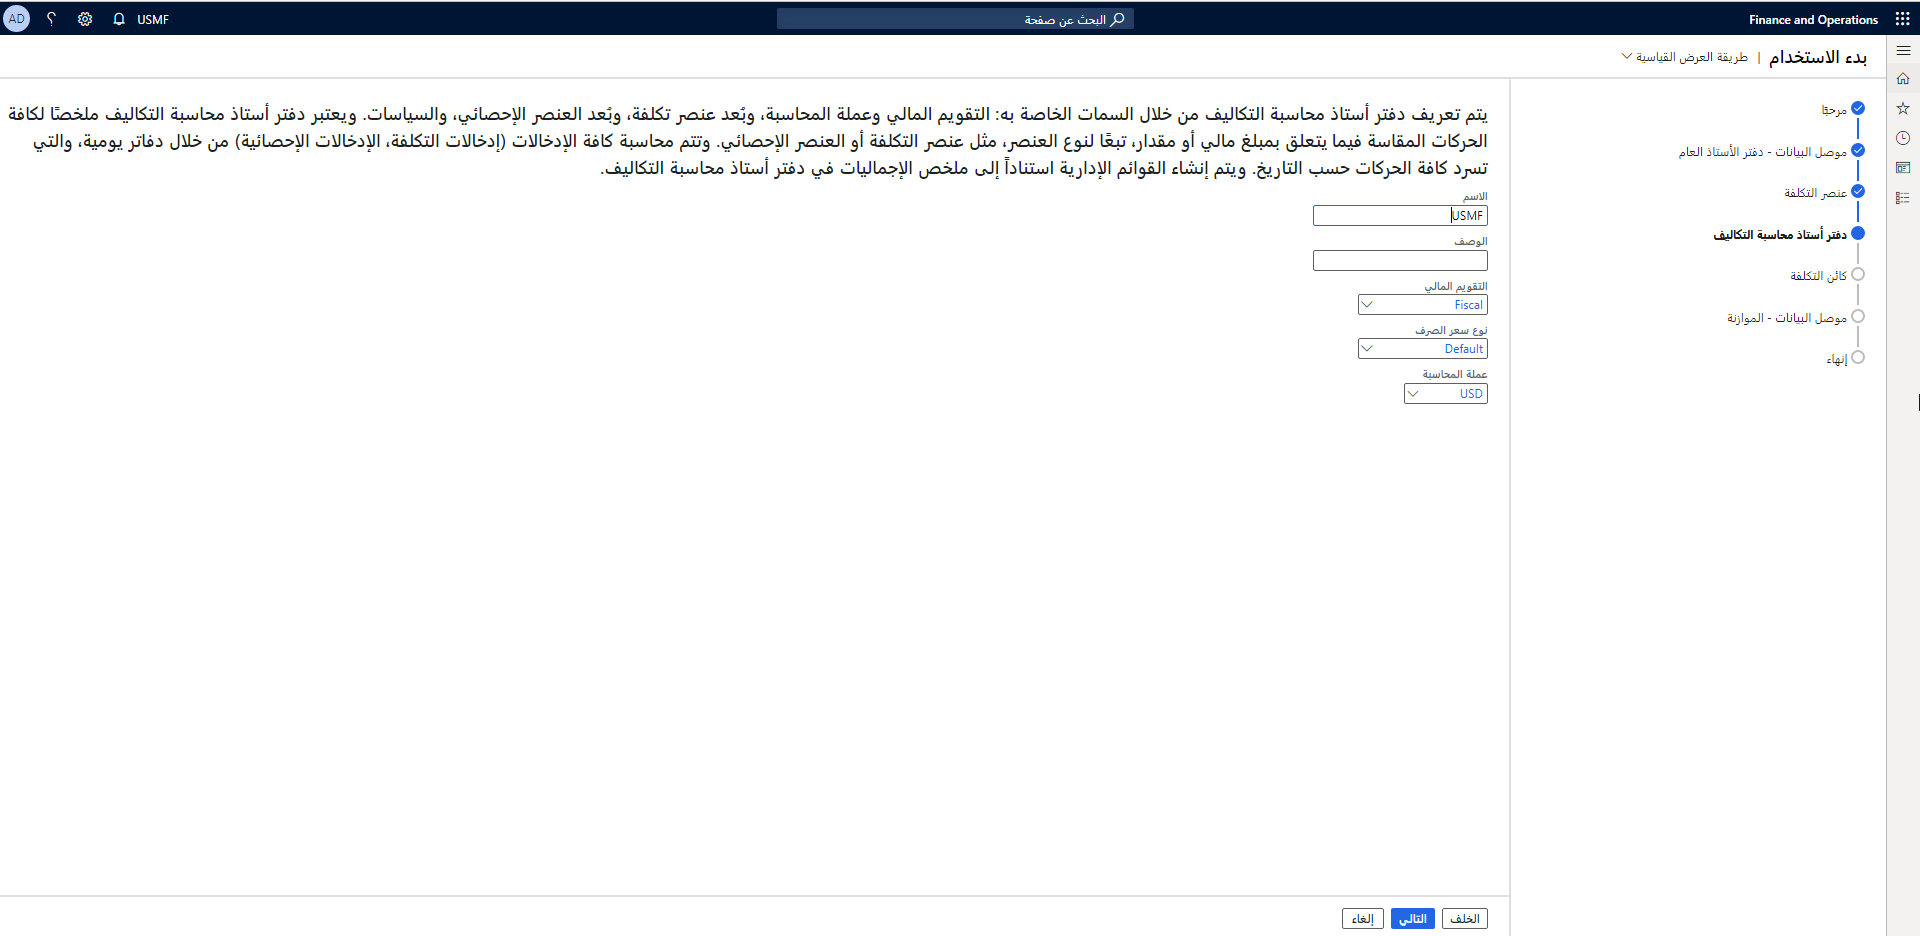 Finance and Operations
البحث عن صفحة
USMF
؟
AD
بدء الاستخدام | طريقة العرض القياسية
مرحبًا
موصل البيانات - دفتر الأستاذ العام
عنصر التكلفة
دفتر أستاذ محاسبة التكاليف
كائن التكلفة
موصل البيانات - الموازنة
إنهاء
يتم تعريف دفتر أستاذ محاسبة التكاليف من خلال السمات الخاصة به: التقويم المالي وعملة المحاسبة، وبُعد عنصر تكلفة، وبُعد العنصر الإحصائي، والسياسات. ويعتبر دفتر أستاذ محاسبة التكاليف ملخصًا لكافة
الحركات المقاسة فيما يتعلق بمبلغ مالي أو مقدار، تبعًا لنوع العنصر، مثل عنصر التكلفة أو العنصر الإحصائي. وتتم محاسبة كافة الإدخالات (إدخالات التكلفة، الإدخالات الإحصائية) من خلال دفاتر يومية، والتي
تسرد كافة الحركات حسب التاريخ. ويتم إنشاء القوائم الإدارية استناداً إلى ملخص الإجماليات في دفتر أستاذ محاسبة التكاليف.
الاسم
USMF
الوصف
التقويم المالي
Fiscal
نوع سعر الصرف
Default
عملة المحاسبة
USD
الخلف
التالي
إلغاء